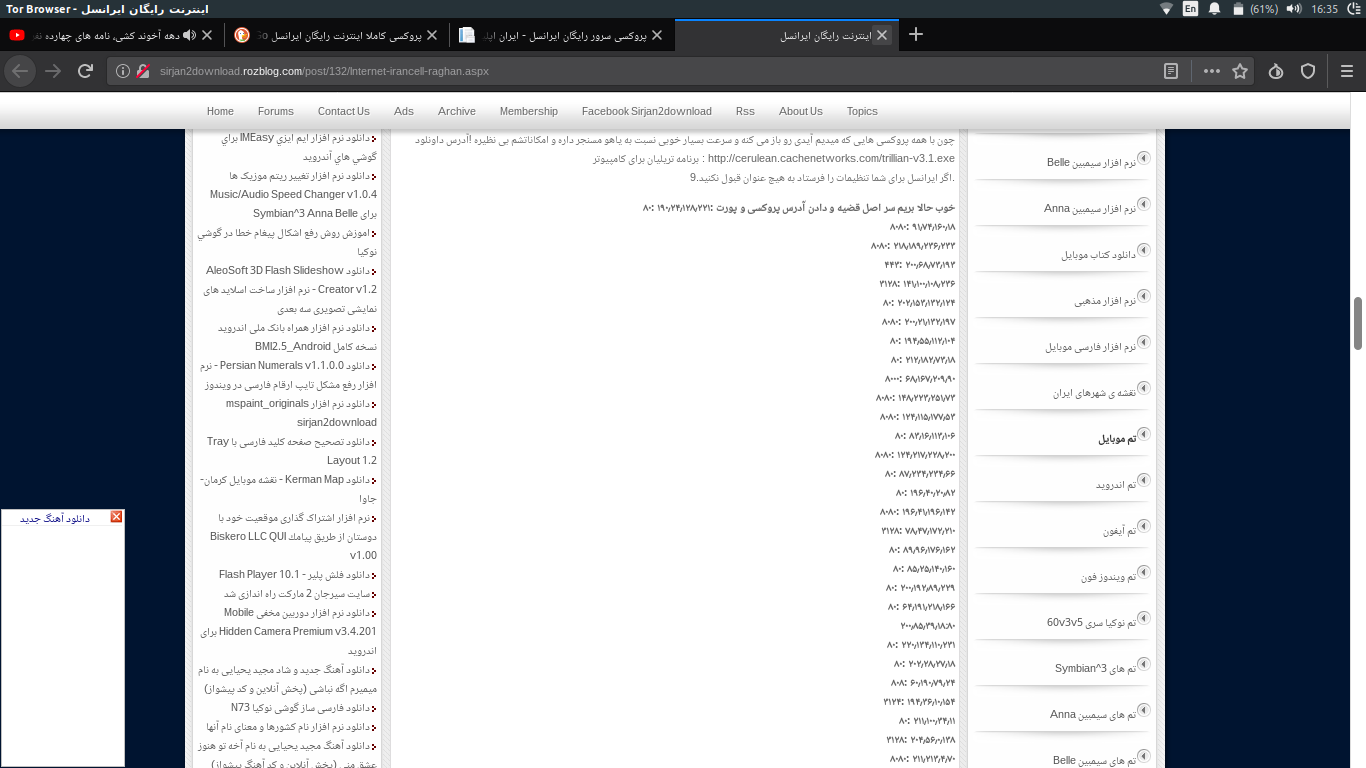 اینترنت رایگان ایرانسل - Tor Browser
En
(61%)
16:35
دهه آخوند کشی، نامه های چهارده
پروکسی کاملا اینترنت رایگان ایرانسل
پروکسی سرور رایگان ایرانسل - ایران اپل
اینترنت رایگان ایرانسل
sirjan2download.rozblog.com/post/132/Internet-irancell-raghan.aspx
Home Forums Contact Us Ads Archive Membership Facebook Sirjan2download Rss About Us Topics
نرم افزار سیمبین Belle
نرم افزار سیمبین Anna
دانلود کتاب موبایل
نرم افزار مذهبی
نرم افزار فارسی موبایل
نقشه ی شهرهای ایران
تم موبایل
تم اندروید
تم آیفون
تم ویندوز فون
تم نوکیا سری 60v3v5
تم های Symbian^3
تم های سیمبین Anna
تم های سیمبین Belle
چون با همه پروکسی هایی که میدیم آیدی رو باز می کنه و سرعت بسیار خوبی نسبت به یاهو مسنجر داره و امکاناتشم بی نظیره !آدرس داونلود
http://cerulean.cachenetworks.com/trillian-v3.1.exe : برنامه تریلیان برای کامپیوتر
.اگر ایرانسل برای شما تنظیمات را فرستاد به هیچ عنوان قبول نکنید.9
خوب حالا بریم سر اصل قضیه و دادن آدرس پروکسی و پورت :۱۹۰٫۲۴٫۱۲۸٫۲۲۱ :۸۰
۹۱٫۷۴٫۱۶۰٫۱۸ :۸۰۸۰
۲۱۸٫۱۸۹٫۲۳۶٫۲۳۳ :۸۰۸۰
۲۰۰٫۶۸٫۷۳٫۱۹۳ :۴۴۳
۱۴۱٫۱۰۰٫۱۰۸٫۲۳۶ :۳۱۲۸
۲۰۲٫۱۵۳٫۱۳۲٫۱۲۴ :۸۰
۲۰۰٫۲۱٫۱۳۲٫۱۹۷ :۸۰۸۰
۱۹۴٫۵۵٫۱۱۲٫۱۰۴ :۸۰
۲۱۲٫۱۸۲٫۷۳٫۱۸ :۸۰
۶۸٫۱۶۷٫۲۰۹٫۹۰ :۸۰۰۰
۱۴۸٫۲۲۳٫۲۵۱٫۷۳ :۸۰۸۰
۱۲۴٫۱۱۵٫۱۷۷٫۵۳ :۸۰۸۰
۸۳٫۱۶٫۱۱۳٫۱۰۶ :۸۰
۱۲۴٫۲۱۷٫۲۲۸٫۲۰۰ :۸۰۸۰
۸۷٫۲۳۴٫۲۳۴٫۶۶ :۸۰
۱۹۶٫۴۰٫۲۰٫۸۲ :۸۰
۱۹۶٫۴۱٫۱۹۶٫۱۴۲ :۸۰۸۰
۷۸٫۴۷٫۱۷۲٫۲۱۰ :۳۱۲۸
۸۹٫۹۶٫۱۷۶٫۱۶۲ :۸۰
۸۵٫۲۵٫۱۴۰٫۱۶۰ :۸۰
۲۰۰٫۱۹۲٫۸۹٫۲۲۹ :۸۰
۶۴٫۱۹۱٫۲۱۸٫۱۶۶ :۸۰
۲۰۰٫۸۵٫۳۹٫۱۸:۸۰
۲۲۰٫۱۳۴٫۱۱۰٫۲۳۱ :۸۰
۲۰۲٫۲۸٫۲۷٫۱۸ :۸۰
۶۰٫۱۹۰٫۷۹٫۲۴ :۸۰۸
۱۹۴٫۳۶٫۱۰٫۱۵۴ :۳۱۲۴
۲۱۱٫۱۰۰٫۳۴٫۱۱ :۸۰
۲۰۴٫۵۶٫۰٫۱۳۸ :۳۱۲۸
۲۱۱٫۲۱۳٫۴٫۷۰ :۸۰۸۰
دانلود نرم افزار ايم ايزي IMEasy براي
گوشي هاي آندرويد
دانلود نرم افزار تغییر ریتم موزیک ها
Music/Audio Speed Changer v1.0.4
برای Symbian^3 Anna Belle
اموزش روش رفع اشکال پیغام خطا در گوشي
نوکیا
دانلود AleoSoft 3D Flash Slideshow
Creator v1.2 - نرم افزار ساخت اسلاید های
نمایشی تصویری سه بعدی
دانلود نرم افزار همراه بانک ملی اندروید
نسخه کامل BMI2.5_Android
دانلود Persian Numerals v1.1.0.0 - نرم
افزار رفع مشکل تایپ ارقام فارسی در ویندوز
دانلود نرم افزار mspaint_originals
sirjan2download
دانلود تصحیح صفحه کلید فارسی با Tray
Layout 1.2
دانلود Kerman Map - نقشه موبایل کرمان-
جاوا
نرم افزار اشتراک گذاری موقعیت خود با
دوستان از طریق پیامك Biskero LLC QUI
v1.00
دانلود فلش پلیر - Flash Player 10.1
سایت سیرجان 2 مارکت راه اندازی شد
دانلود نرم افزار دوربین مخفی Mobile
Hidden Camera Premium v3.4.201 برای
اندروید
دانلود آهنگ جدید و شاد مجید یحیایی به نام
میمیرم اگه نباشی (پخش آنلاین و کد پیشواز)
دانلود فارسی ساز گوشی نوکیا N73
دانلود نرم افزار نام کشورها و معنای نام آنها
دانلود آهنگ مجید یحیایی به نام آخه تو هنوز
عشق منی (پخش آنلاین و کد آهنگ پیشواز)
دانلود آهنگ جدید